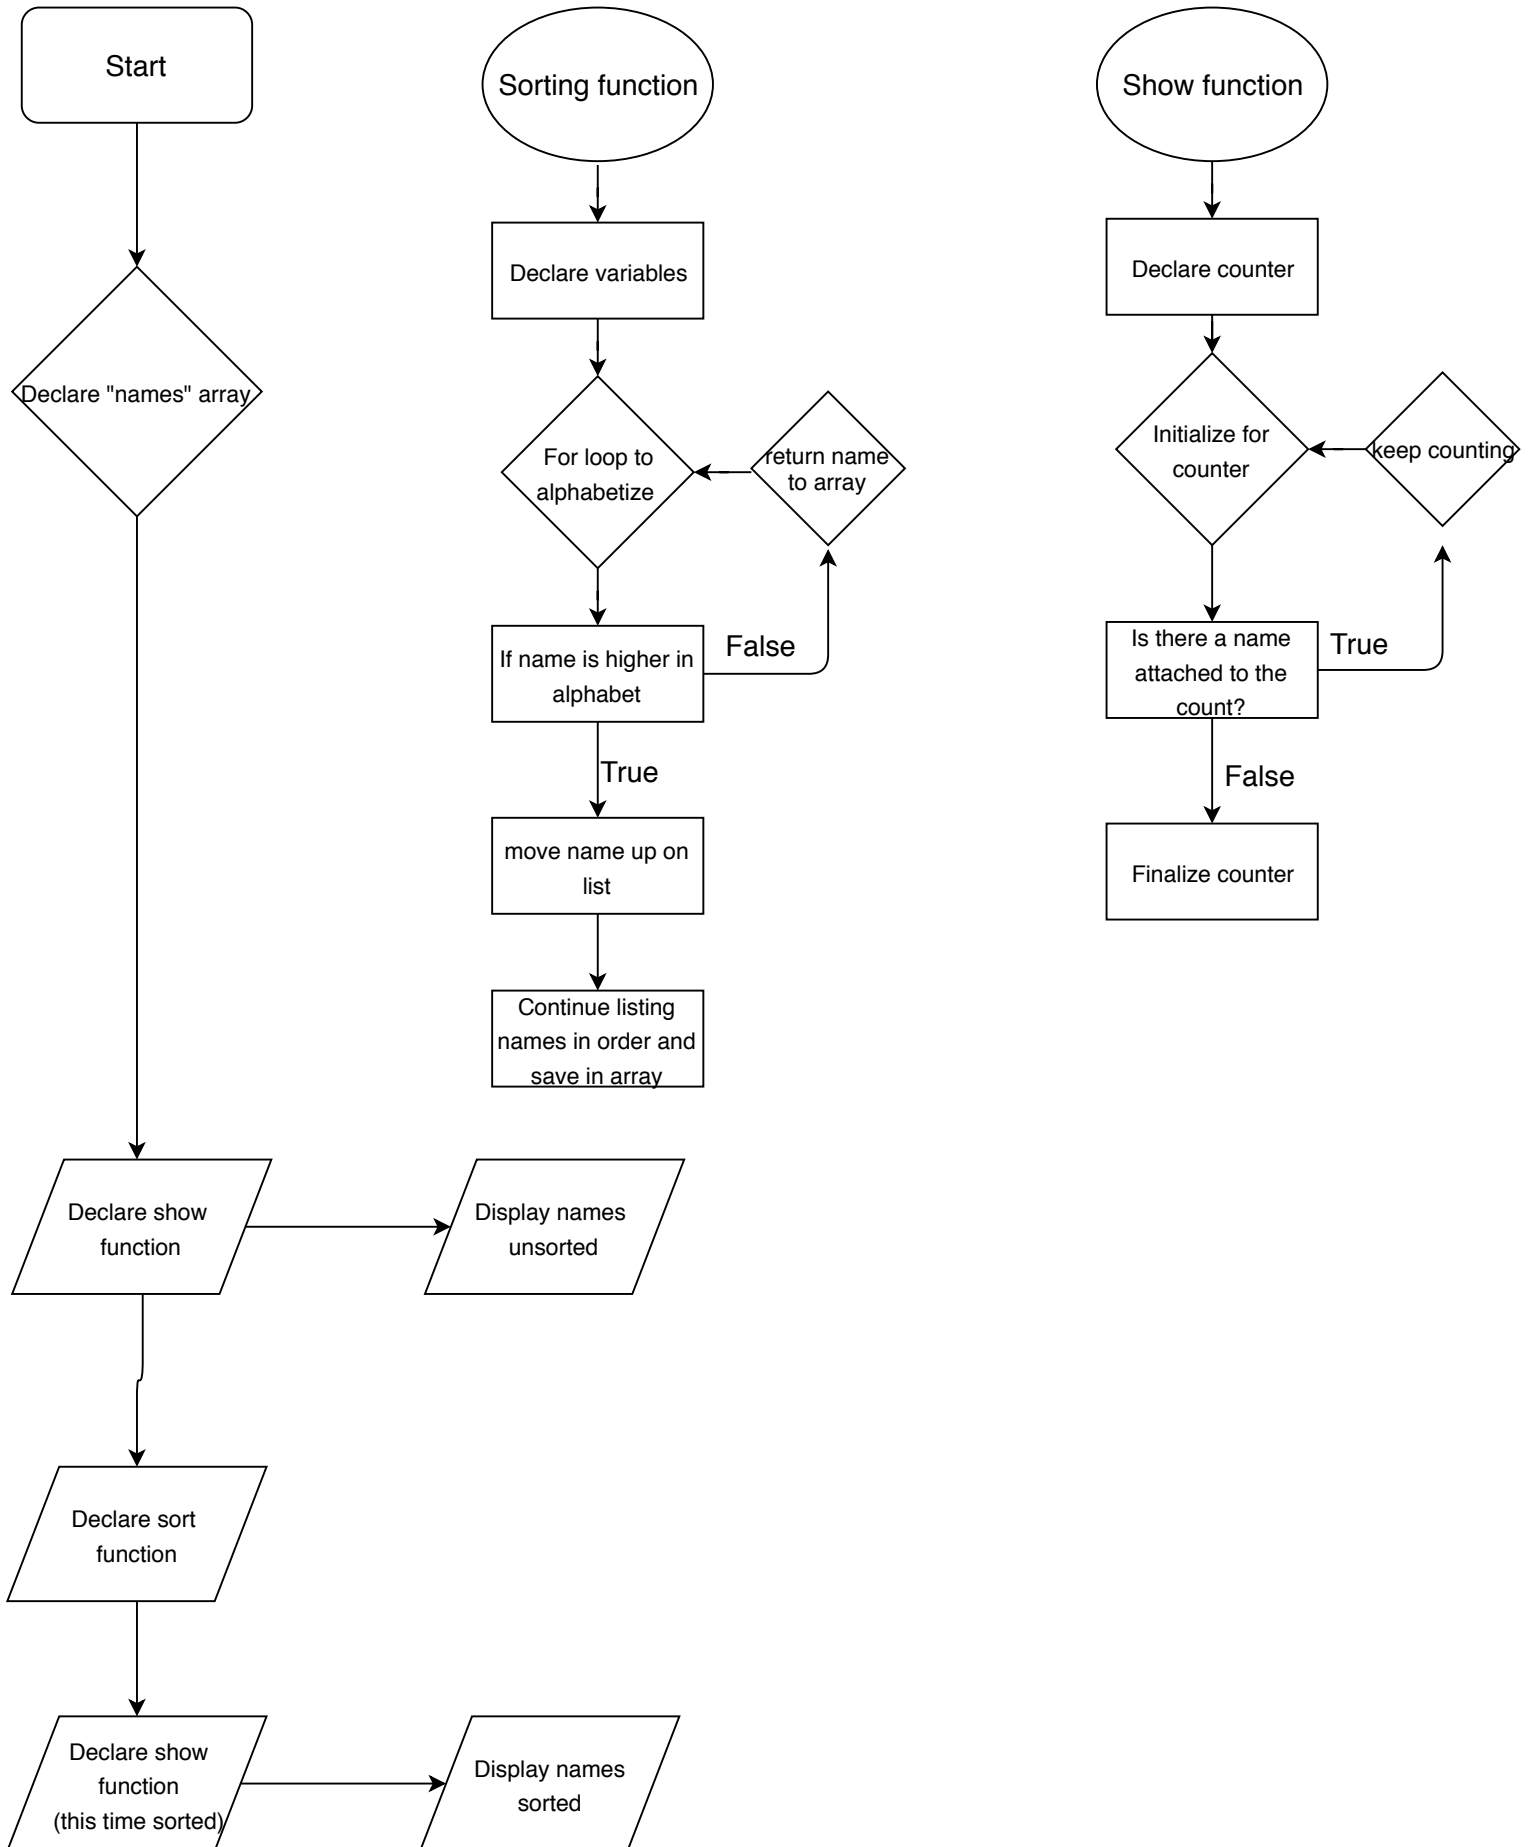 Start
Declare "names" array
Sorting function
Declare variables
For loop to
alphabetize
return name
to array
If name is higher in
alphabet
False
True
move name up on
list
Continue listing
names in order and
save in array
Show function
Declare counter
Initialize for
counter
keep counting
Is there a name
attached to the
count?
True
False
Finalize counter
Declare show
function
Display names
unsorted
Declare sort
function
Declare show
function
(this time sorted)
Display names
sorted